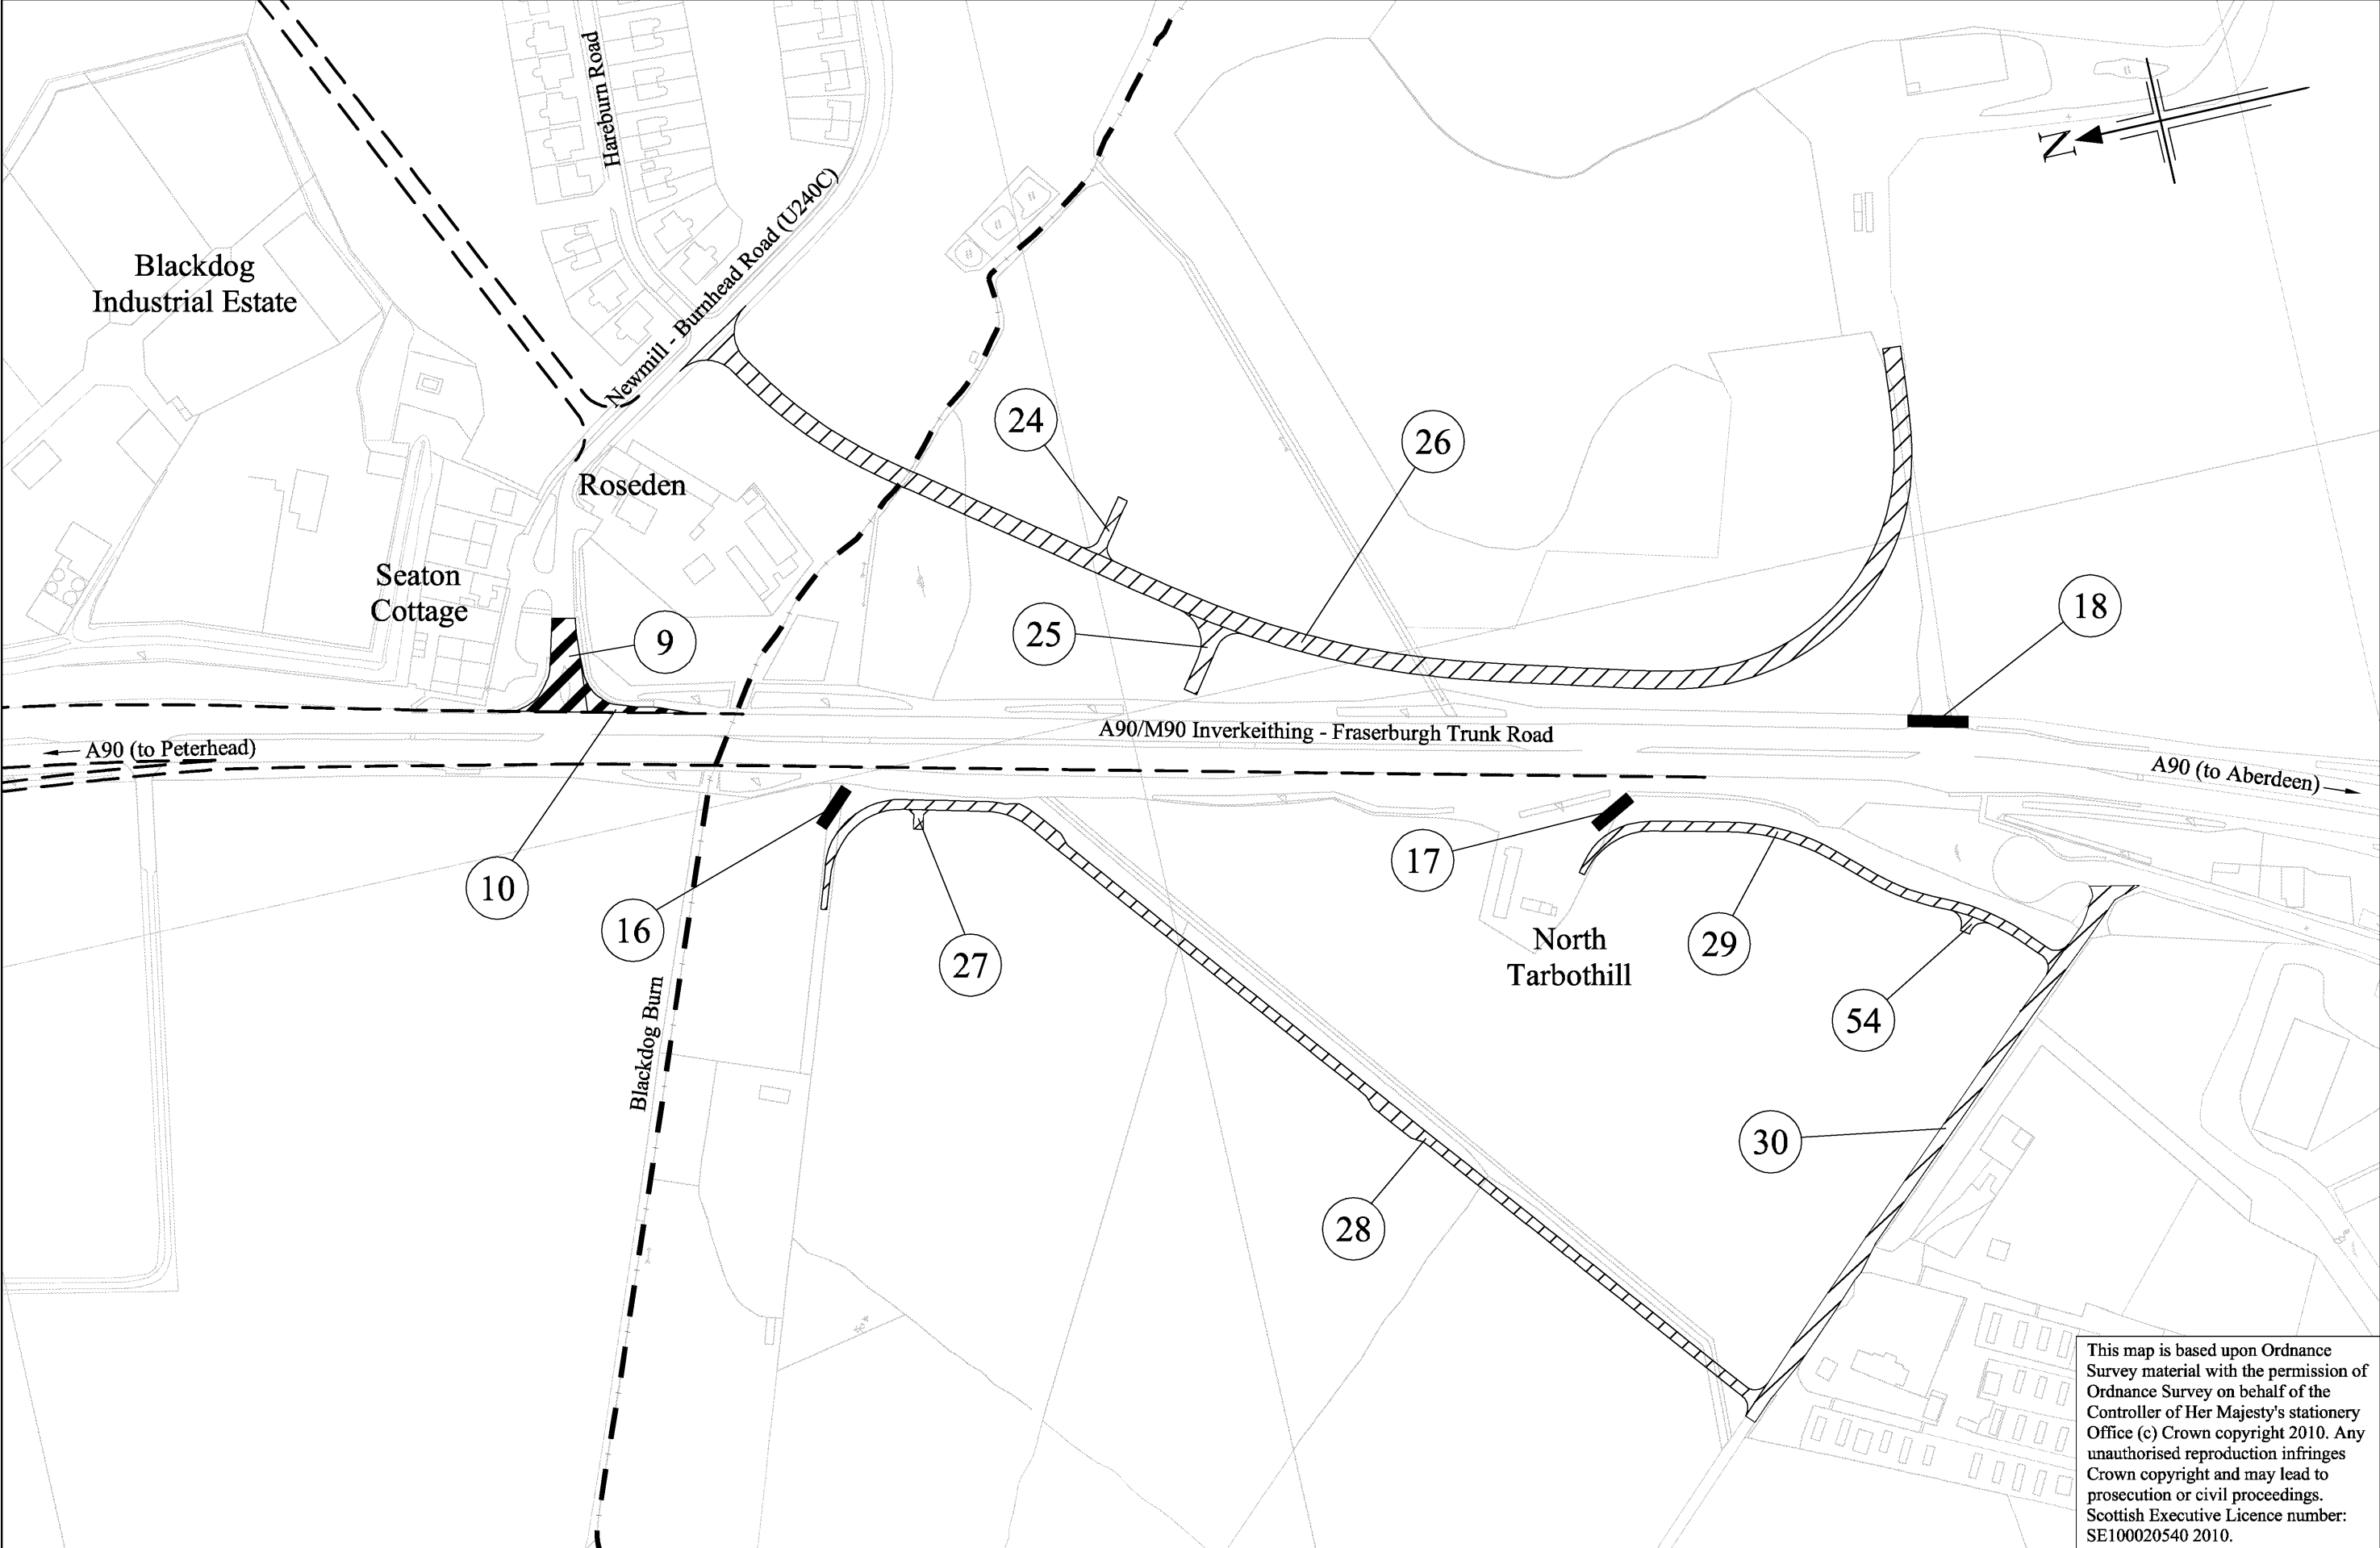 Hareburn Road
N
Newmill - Burnhead Road (U240C)
Blackdog
Industrial Estate
24
26
Roseden
Seaton
Cottage
9
25
18
A90/M90 Inverkeithing - Fraserburgh Trunk Road
A90 (to Peterhead)
A90 (to Aberdeen)
10
16
17
27
North
Tarbothill
29
54
Blackdog Burn
30
28
This map is based upon Ordnance
Survey material with the permission of
Ordnance Survey on behalf of the
Controller of Her Majesty's stationery
Office (c) Crown copyright 2010. Any
unauthorised reproduction infringes
Crown copyright and may lead to
prosecution or civil proceedings.
Scottish Executive Licence number:
SE100020540 2010.